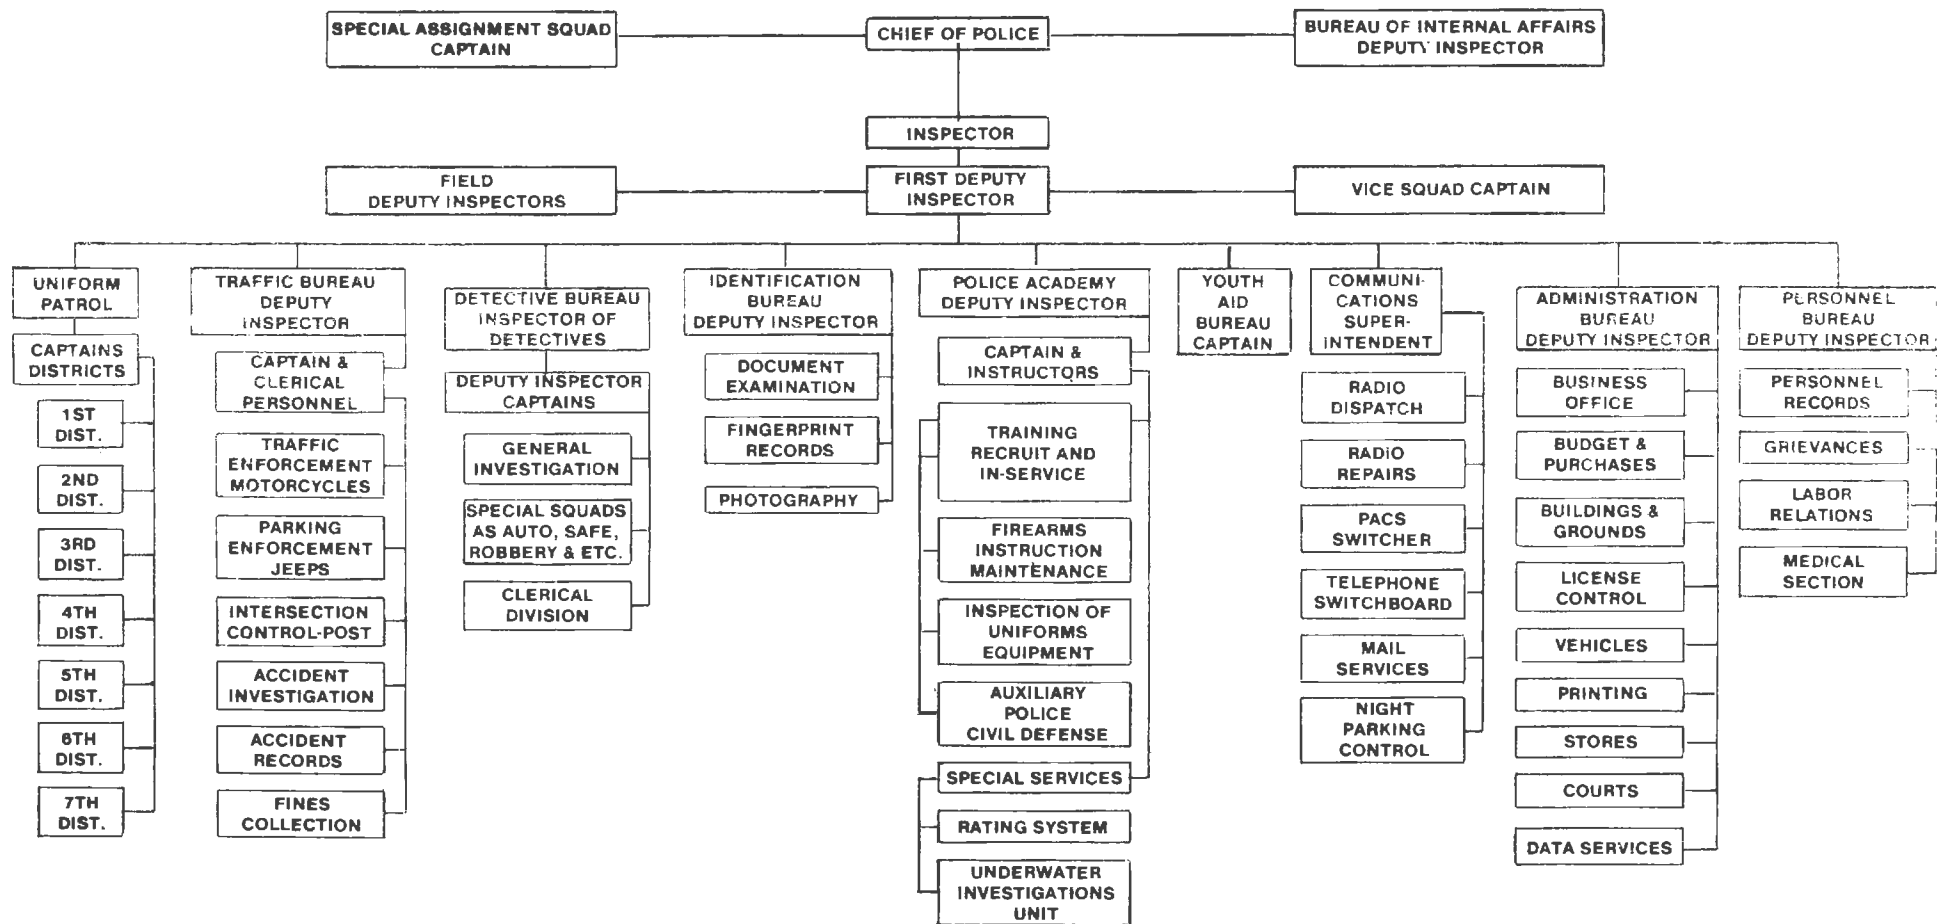 SPECIAL ASSIGNMENT SQUAD
CAPTAIN
CHIEF OF POLICE
BUREAU OF INTERNAL AFFAIRS
DEPUTY INSPECTOR
INSPECTOR
FIELD
DEPUTY INSPECTORS
FIRST DEPUTY
INSPECTOR
VICE SQUAD CAPTAIN
UNIFORM
PATROL
CAPTAINS
DISTRICTS
1ST
DIST.
2ND
DIST.
3RD
DIST.
4TH
DIST.
5TH
DIST.
6TH
DIST.
7TH
DIST.
TRAFFIC BUREAU
DEPUTY
INSPECTOR
CAPTAIN &
CLERICAL
PERSONNEL
TRAFFIC
ENFORCEMENT
MOTORCYCLES
PARKING
ENFORCEMENT
JEEPS
INTERSECTION
CONTROL-POST
ACCIDENT
INVESTIGATION
ACCIDENT
RECORDS
FINES
COLLECTION
DETECTIVE BUREAU
INSPECTOR OF
DETECTIVES
DEPUTY INSPECTOR
CAPTAINS
GENERAL
INVESTIGATION
SPECIAL SQUADS
AS AUTO, SAFE,
ROBBERY & ETC.
CLERICAL
DIVISION
IDENTIFICATION
BUREAU
DEPUTY INSPECTOR
DOCUMENT
EXAMINATION
FINGERPRINT
RECORDS
PHOTOGRAPHY
POLICE ACADEMY
DEPUTY INSPECTOR
CAPTAIN &
INSTRUCTORS
TRAINING
RECRUIT AND
IN-SERVICE
FIREARMS
INSTRUCTION
MAINTENANCE
INSPECTION OF
UNIFORMS
EQUIPMENT
AUXILIARY
POLICE
CIVIL DEFENSE
SPECIAL SERVICES
RATING SYSTEM
UNDERWATER
INVESTIGATIONS
UNIT
YOUTH
AID
BUREAU
CAPTAIN
COMMUNI-
CATIONS
SUPER-
INTENDENT
RADIO
DISPATCH
RADIO
REPAIRS
PACS
SWITCHER
TELEPHONE
SWITCHBOARD
MAIL
SERVICES
NIGHT
PARKING
CONTROL
ADMINISTRATION
BUREAU
DEPUTY INSPECTOR
BUSINESS
OFFICE
BUDGET &
PURCHASES
BUILDINGS &
GROUNDS
LICENSE
CONTROL
VEHICLES
PRINTING
STORES
COURTS
DATA SERVICES
PERSONNEL
BUREAU
DEPUTY INSPECTOR
PERSONNEL
RECORDS
GRIEVANCES
LABOR
RELATIONS
MEDICAL
SECTION